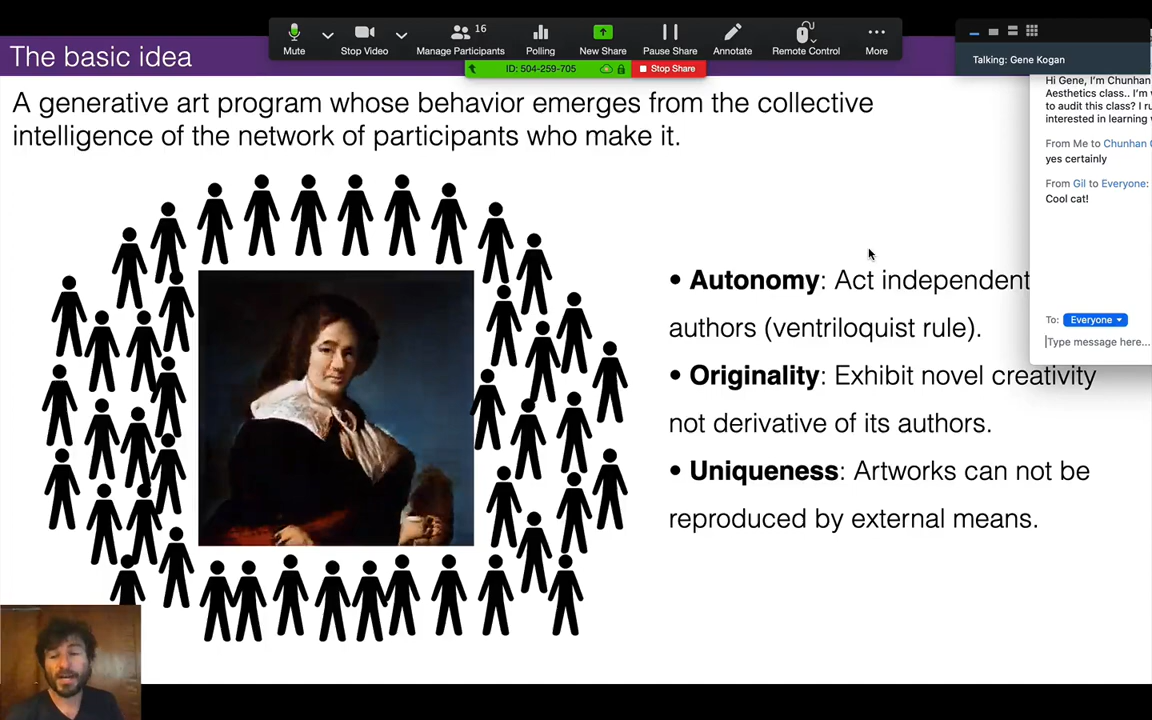 The basic idea
16
Mute
Stop Video
Manage Participants
Polling
New Share
Pause Share
Annotate
Remote Control
More
ID: 504-259-705
Stop Share
Talking: Gene Kogan
A generative art program whose behavior emerges from the collective
intelligence of the network of participants who make it.
Hi Gene, I'm Chunhan
Aesthetics class.. I'm
to audit this class? I
interested in learning
From Me to Chunhan
yes certainly
From Gil to Everyone:
Cool cat!
To: Everyone
Type message here...
• Autonomy: Act independent
authors (ventriloquist rule).
• Originality: Exhibit novel creativity
not derivative of its authors.
• Uniqueness: Artworks can not be
reproduced by external means.